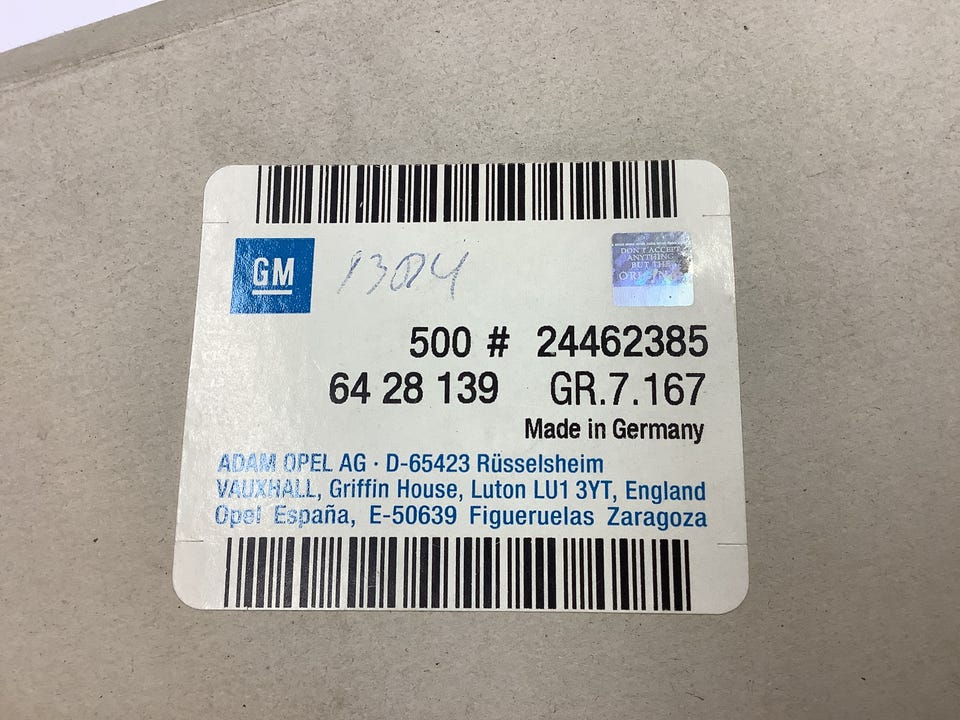 GM
1304
DON'T ACCEPT
ANYTHING
BUT THE
500 # 24462385
64 28 139 GR.7.167
Made in Germany
ADAM OPEL AG · D-65423 Rüsselsheim
VAUXHALL, Griffin House, Luton LU1 3YT, England
Opel España, E-50639 Figueruelas Zaragoza